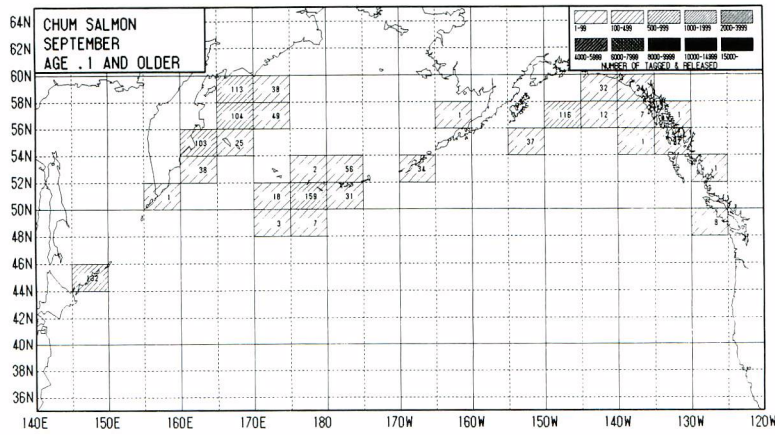 CHUM SALMON
SEPTEMBER
AGE .1 AND OLDER
1-99 100-499 500-999 1000-1999 2000-3999
4000-5999 6000-7999 8000-9999 10000-14999 15000-
NUMBER OF TAGGED & RELEASED
64N
62N
60N
113 38 32
58N
104 49 1 116 12 7
56N
103 25 37 1
54N
38 2 56 34 1
52N
1 18 159 31
50N
3 7 8
48N
46N
44N
42N
40N
38N
36N
140E 150E 160E 170E 180 170W 160W 150W 140W 130W 120W